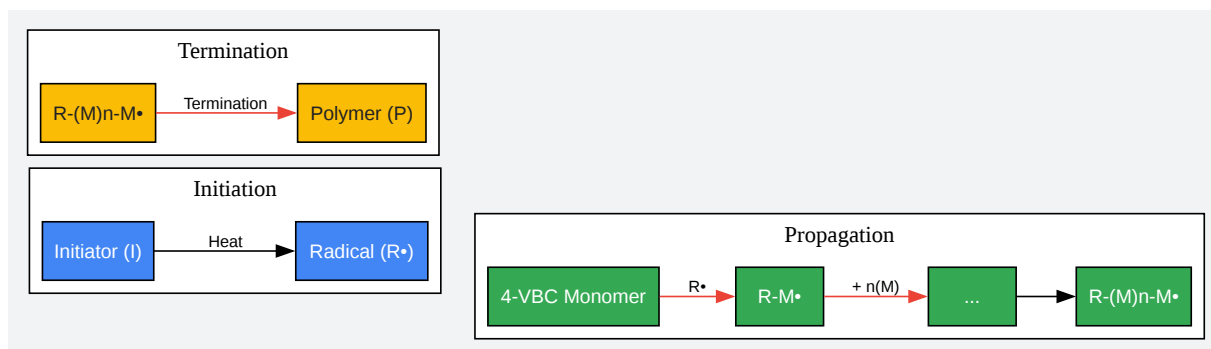 Termination
R-(M)n-M•
Termination
Polymer (P)
Initiation
Initiator (I)
Heat
Radical (R•)
Propagation
4-VBC Monomer
R•
R-M•
+ n(M)
...
R-(M)n-M•